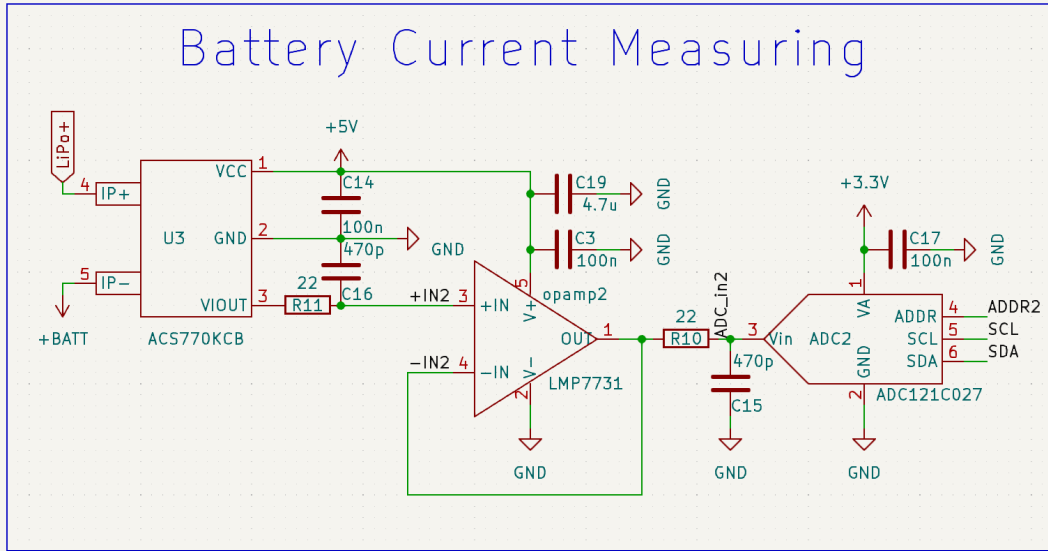 Battery Current Measuring
LiPo+
+5V
4
IP+
VCC
1
C14
100n
C19
4.7u
GND
+3.3V
U3
GND
2
GND
470p
C3
100n
GND
C17
100n
GND
5
IP-
22
C16
+IN2
3
+IN
5
V+
opamp2
ADC_in2
1
VA
VIOUT
3
R11
+BATT
ACS770KCB
OUT
1
22
R10
3
Vin
ADC2
ADDR
4
ADDR2
SCL
5
SCL
SDA
6
SDA
-IN2
4
-IN
V-
2
LMP7731
470p
C15
GND
2
ADC121C027
GND
GND
GND